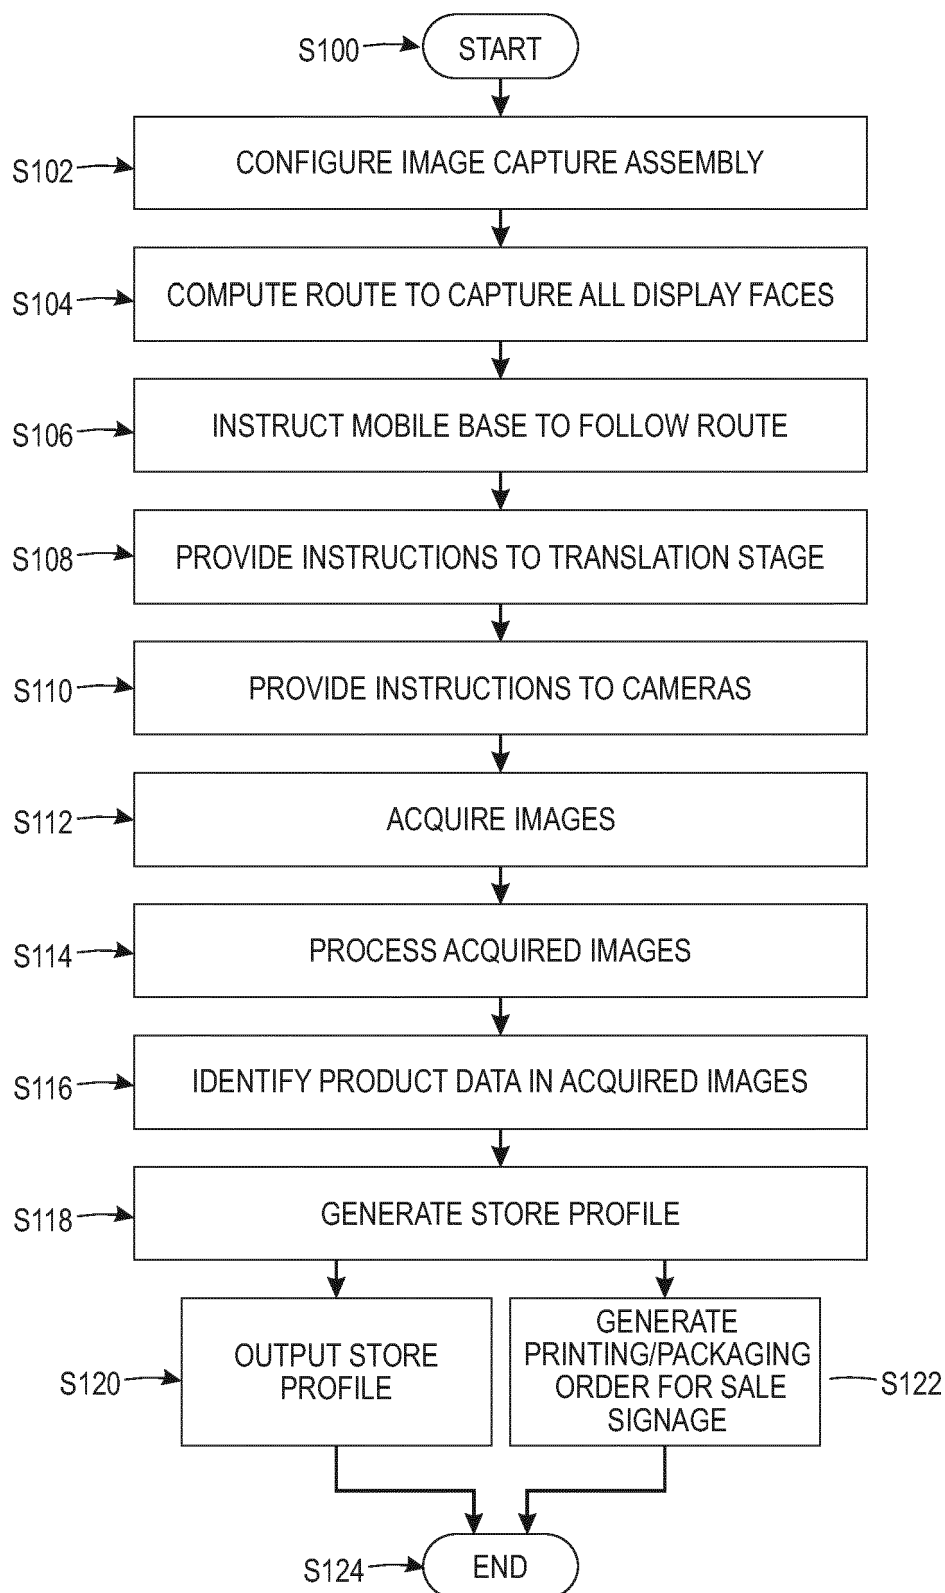 S100
START
S102
CONFIGURE IMAGE CAPTURE ASSEMBLY
S104
COMPUTE ROUTE TO CAPTURE ALL DISPLAY FACES
S106
INSTRUCT MOBILE BASE TO FOLLOW ROUTE
S108
PROVIDE INSTRUCTIONS TO TRANSLATION STAGE
S110
PROVIDE INSTRUCTIONS TO CAMERAS
S112
ACQUIRE IMAGES
S114
PROCESS ACQUIRED IMAGES
S116
IDENTIFY PRODUCT DATA IN ACQUIRED IMAGES
S118
GENERATE STORE PROFILE
S120
OUTPUT STORE
PROFILE
GENERATE
PRINTING/PACKAGING
ORDER FOR SALE
SIGNAGE
S122
S124
END